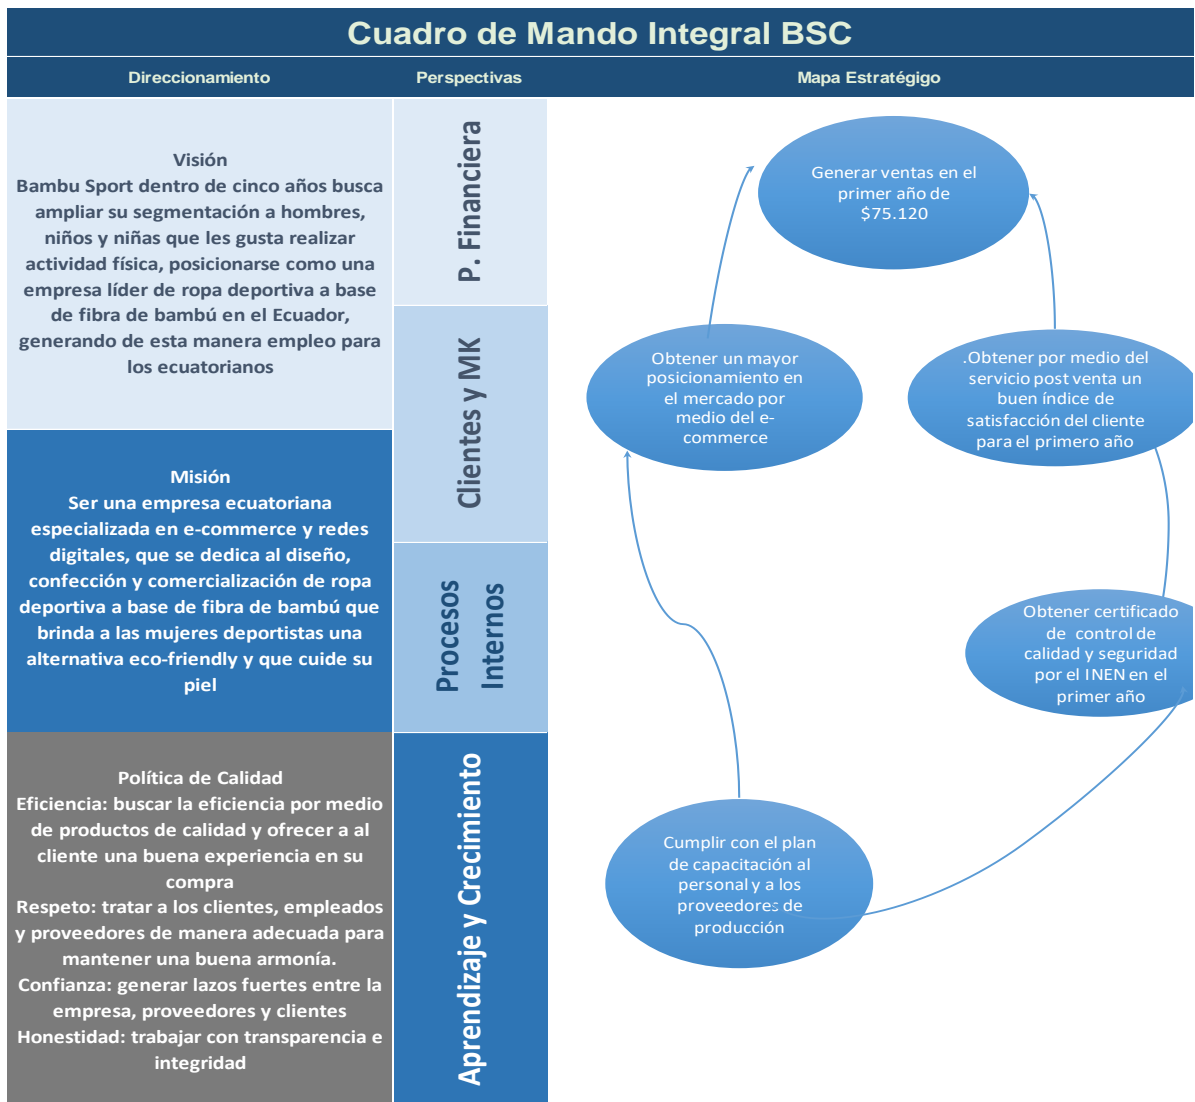 Cuadro de Mando Integral BSC
Direccionamiento
Perspectivas
Mapa Estratégigo
Visión
Bambu Sport dentro de cinco años busca
ampliar su segmentación a hombres,
niños y niñas que les gusta realizar
actividad física, posicionarse como una
empresa líder de ropa deportiva a base
de fibra de bambú en el Ecuador,
generando de esta manera empleo para
los ecuatorianos
Misión
Ser una empresa ecuatoriana
especializada en e-commerce y redes
digitales, que se dedica al diseño,
confección y comercialización de ropa
deportiva a base de fibra de bambú que
brinda a las mujeres deportistas una
alternativa eco-friendly y que cuide su
piel
Política de Calidad
Eficiencia: buscar la eficiencia por medio
de productos de calidad y ofrecer a al
cliente una buena experiencia en su
compra
Respeto: tratar a los clientes, empleados
y proveedores de manera adecuada para
mantener una buena armonía.
Confianza: generar lazos fuertes entre la
empresa, proveedores y clientes
Honestidad: trabajar con transparencia e
integridad
P. Financiera
Clientes y MK
Procesos
Internos
Aprendizaje y Crecimiento
Generar ventas en el
primer año de
$75.120
Obtener un mayor
posicionamiento en
el mercado por
medio del e-
commerce
.Obtener por medio del
servicio post venta un
buen índice de
satisfacción del cliente
para el primero año
Obtener certificado
de control de
calidad y seguridad
por el INEN en el
primer año
Cumplir con el plan
de capacitación al
personal y a los
proveedores de
producción